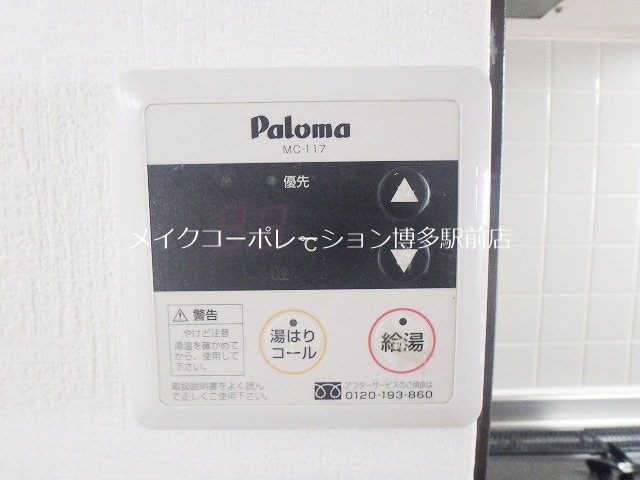 Paloma
MC-117
優先
メイクコーポレーション博多駅前店
℃
警告
やけど注意
湯温を確かめて
から、使用して
下さい。
湯はり
コール
給湯
取扱説明書をよく読ん
で正しくご使用下さい。
アフターサービスのご用命は
0120-193-860